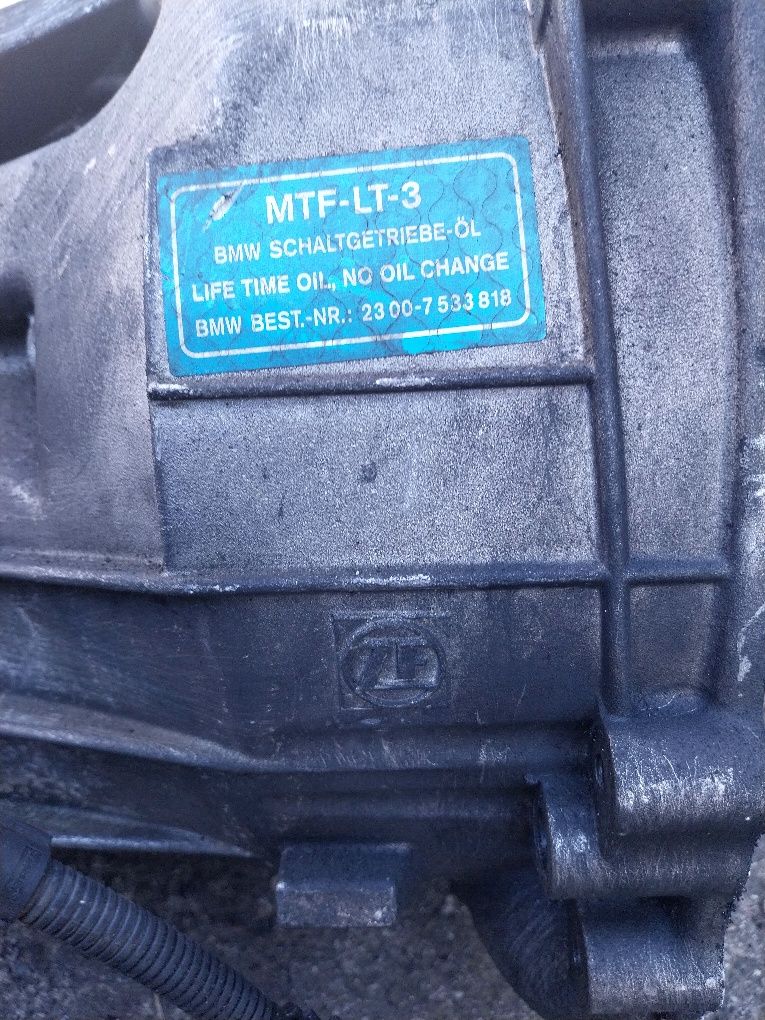 MTF-LT-3
BMW SCHALTGETRIEBE-ÖL
LIFE TIME OIL, NO OIL CHANGE
BMW BEST.-NR.: 23 00-7 533 818
ZF